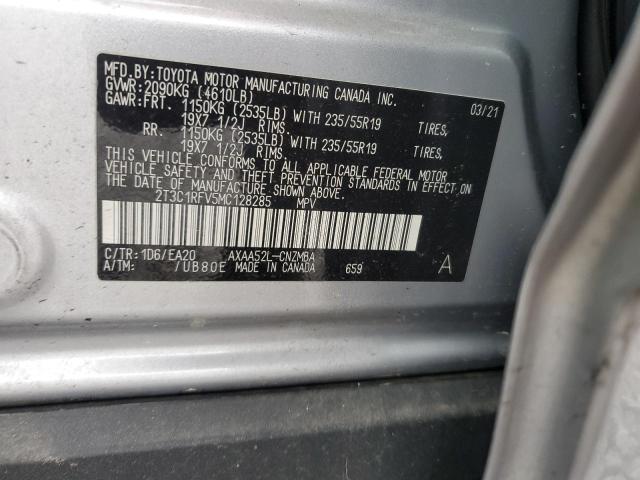 MFD.BY:TOYOTA MOTOR MANUFACTURING CANADA INC.
GVWR:2090KG (4610LB) 03/21
GAWR:FRT. 1150KG (2535LB) WITH 235/55R19 TIRES,
19X7 1/2J RIMS.
RR. 1150KG (2535LB) WITH 235/55R19 TIRES,
19X7 1/2J RIMS.
THIS VEHICLE CONFORMS TO ALL APPLICABLE FEDERAL MOTOR
VEHICLE SAFETY AND THEFT PREVENTION STANDARDS IN EFFECT
ON THE DATE OF MANUFACTURE SHOWN ABOVE.
2T3C1RFV5MC128285 MPV
C/TR:1D6/EA20 AXAA52L-CNZMBA
A/TM: /UB80E MADE IN CANADA 659 A